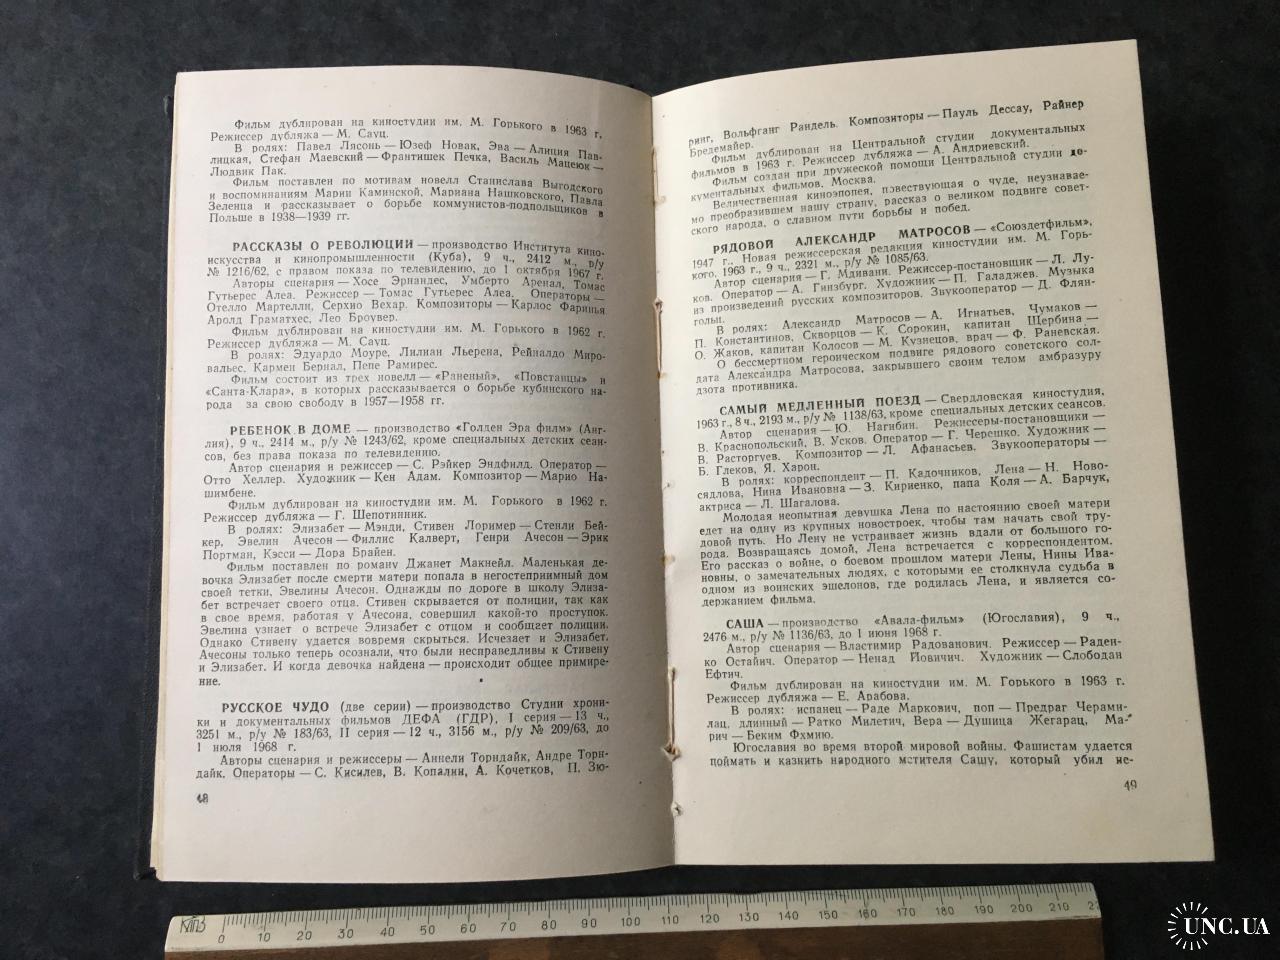 Фильм дублирован на киностудии им. М. Горького в 1963 г.
Режиссер дубляжа — М. Сауц.
В ролях: Павел Лясонь — Юзеф Новак, Эва — Алиция Пав-
лицкая, Стефан Маевский — Франтишек Печка, Василь Мацеюк —
Людвик Пак.
Фильм поставлен по мотивам новелл Станислава Выгодского
и воспоминаниям Марии Каминской, Мариана Нашковского, Павла
Зеленца и рассказывает о борьбе коммунистов-подпольщиков в
Польше в 1938—1939 гг.
РАССКАЗЫ О РЕВОЛЮЦИИ — производство Института кино-
искусства и кинопромышленности (Куба), 9 ч., 2412 м., р/у
№ 1216/62, с правом показа по телевидению, до 1 октября 1967 г.
Авторы сценария — Хосе Эрнандес, Умберто Аренал, Томас
Гутьерес Алеа. Режиссер — Томас Гутьерес Алеа. Операторы —
Отелло Мартелли, Серхио Вехар. Композиторы — Карлос Фаринья
Аролд Граматхес, Лео Броувер.
Фильм дублирован на киностудии им. М. Горького в 1962 г.
Режиссер дубляжа — М. Сауц.
В ролях: Эдуардо Моуре, Лилиан Льерена, Рейналдо Миро-
вальес, Кармен Бернал, Пепе Рамирес.
Фильм состоит из трех новелл — «Раненый», «Повстанцы» и
«Санта-Клара», в которых рассказывается о борьбе кубинского на-
рода за свою свободу в 1957—1958 гг.
РЕБЕНОК В ДОМЕ — производство «Голден Эра филм» (Анг-
лия), 9 ч., 2414 м., р/у № 1243/62, кроме специальных детских сеан-
сов, без права показа по телевидению.
Автор сценария и режиссер — С. Рэйкер Эндфилд. Оператор —
Отто Хеллер. Художник — Кен Адам. Композитор — Марио На-
шимбене.
Фильм дублирован на киностудии им. М. Горького в 1962 г.
Режиссер дубляжа — Г. Шепотинник.
В ролях: Элизабет — Мэнди, Стивен Лоример — Стенли Бей-
кер, Эвелин Ачесон — Филлис Калверт, Генри Ачесон — Эрик
Портман, Кэсси — Дора Брайен.
Фильм поставлен по роману Джанет Макнейл. Маленькая де-
вочка Элизабет после смерти матери попала в негостеприимный дом
своей тетки, Эвелины Ачесон. Однажды по дороге в школу Элиза-
бет встречает своего отца. Стивен скрывается от полиции, так как
в свое время, работая у Ачесона, совершил какой-то проступок.
Эвелина узнает о встрече Элизабет с отцом и сообщает полиции.
Однако Стивену удается вовремя скрыться. Исчезает и Элизабет.
Ачесоны только теперь осознали, что были несправедливы к Стивену
и Элизабет. И когда девочка найдена — происходит общее примире-
ние.
РУССКОЕ ЧУДО (две серии) — производство Студии хрони-
ки и документальных фильмов ДЕФА (ГДР), I серия — 13 ч.,
3251 м., р/у № 183/63, II серия — 12 ч., 3156 м., р/у № 209/63, до
1 июля 1968 г.
Авторы сценария и режиссеры — Аннели Торндайк, Андре Торн-
дайк. Операторы — С. Кисилев, В. Копалин, А. Кочетков, П. Зю-
48
ринг, Вольфганг Рандель. Композиторы — Пауль Дессау, Райнер
Бредемайер.
Фильм дублирован на Центральной студии документальных
фильмов в 1963 г. Режиссер дубляжа — А. Андриевский.
Фильм создан при дружеской помощи Центральной студии до-
кументальных фильмов, Москва.
Величественная киноэпопея, повествующая о чуде, неузнавае-
мо преобразившем нашу страну, рассказ о великом подвиге совет-
ского народа, о славном пути борьбы и побед.
РЯДОВОЙ АЛЕКСАНДР МАТРОСОВ — «Союздетфильм»,
1947 г., Новая режиссерская редакция киностудии им. М. Горь-
кого, 1963 г., 9 ч., 2321 м., р/у № 1085/63.
Автор сценария — Г. Мдивани. Режиссер-постановщик — Л. Лу-
ков. Оператор — А. Гинзбург. Художник — П. Галаджев. Музыка
из произведений русских композиторов. Звукооператор — Д. Флян-
гольц.
В ролях: Александр Матросов — А. Игнатьев, Чумаков —
П. Константинов, Скворцов — К. Сорокин, капитан Щербина —
О. Жаков, капитан Колосов — М. Кузнецов, врач — Ф. Раневская.
О бессмертном героическом подвиге рядового советского сол-
дата Александра Матросова, закрывшего своим телом амбразуру
дзота противника.
САМЫЙ МЕДЛЕННЫЙ ПОЕЗД — Свердловская киностудия,
1963 г., 8 ч., 2193 м., р/у № 1138/63, кроме специальных детских сеансов.
Автор сценария — Ю. Нагибин. Режиссеры-постановщики —
В. Краснопольский, В. Усков. Оператор — Г. Черешко. Художник —
В. Расторгуев. Композитор — Л. Афанасьев. Звукооператоры —
Б. Глеков, Я. Харон.
В ролях: корреспондент — П. Кадочников, Лена — Н. Ново-
сядлова, Нина Ивановна — З. Кириенко, папа Коля — А. Барчук,
актриса — Л. Шагалова.
Молодая неопытная девушка Лена по настоянию своей матери
едет на одну из крупных новостроек, чтобы там начать свой тру-
довой путь. Но Лену не устраивает жизнь вдали от большого го-
рода. Возвращаясь домой, Лена встречается с корреспондентом.
Его рассказ о войне, о боевом прошлом матери Лены, Нины Ива-
новны, о замечательных людях, с которыми ее столкнула судьба в
одном из воинских эшелонов, где родилась Лена, и является со-
держанием фильма.
САША — производство «Авала-фильм» (Югославия), 9 ч.,
2476 м., р/у № 1136/63, до 1 июня 1968 г.
Автор сценария — Властимир Радованович. Режиссер — Раден-
ко Остайич. Оператор — Ненад Йовичич. Художник — Слободан
Ефтич.
Фильм дублирован на киностудии им. М. Горького в 1963 г.
Режиссер дубляжа — Е. Арабова.
В ролях: испанец — Раде Маркович, поп — Предраг Черами-
лац, длинный — Ратко Милетич, Вера — Душица Жегарац, Ма-
рич — Беким Фхмию.
Югославия во время второй мировой войны. Фашистам удается
поймать и казнить народного мстителя Сашу, который убил не-
49
КАПЗ
0 10 20 30 40 50 60 70 80 90 100 110 120 130 140 150 160 170 180 190 200 210
UNC.UA